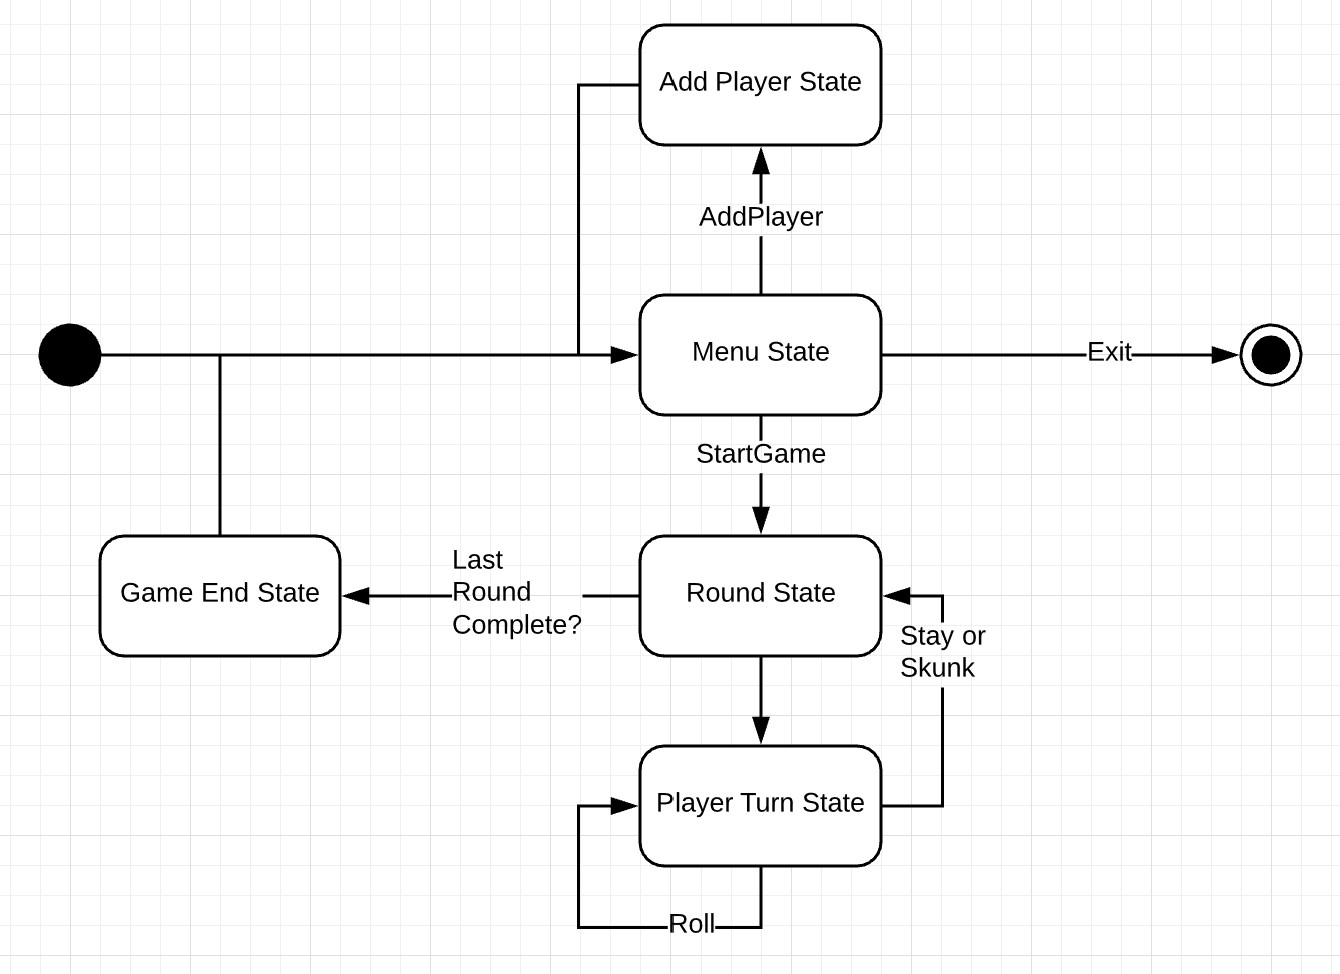 Add Player State
AddPlayer
Menu State
Exit
StartGame
Game End State
Last
Round
Complete?
Round State
Stay or
Skunk
Player Turn State
Roll